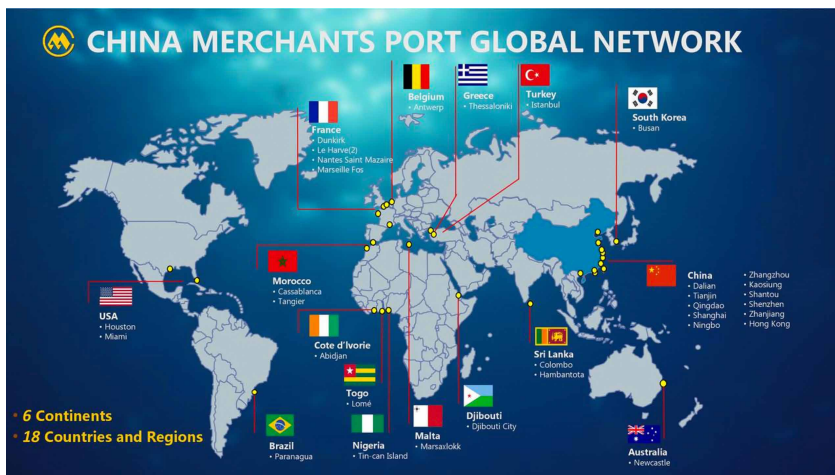 CHINA MERCHANTS PORT GLOBAL NETWORK
Belgium
• Antwerp
Greece
• Thessaloniki
Turkey
• Istanbul
South Korea
• Busan
France
• Dunkirk
• Le Harve(2)
• Nantes Saint Mazaire
• Marseille Fos
Morocco
• Cassablanca
• Tangier
USA
• Houston
• Miami
China
• Dalian
• Tianjin
• Qingdao
• Shanghai
• Ningbo
• Zhangzhou
• Kaosiung
• Shantou
• Shenzhen
• Zhanjiang
• Hong Kong
Cote d'Ivorie
• Abidjan
Sri Lanka
• Colombo
• Hambantota
Togo
• Lomé
Djibouti
• Djibouti City
Malta
• Marsaxlokk
Nigeria
• Tin-can Island
Brazil
• Paranagua
Australia
• Newcastle
• 6 Continents
• 18 Countries and Regions